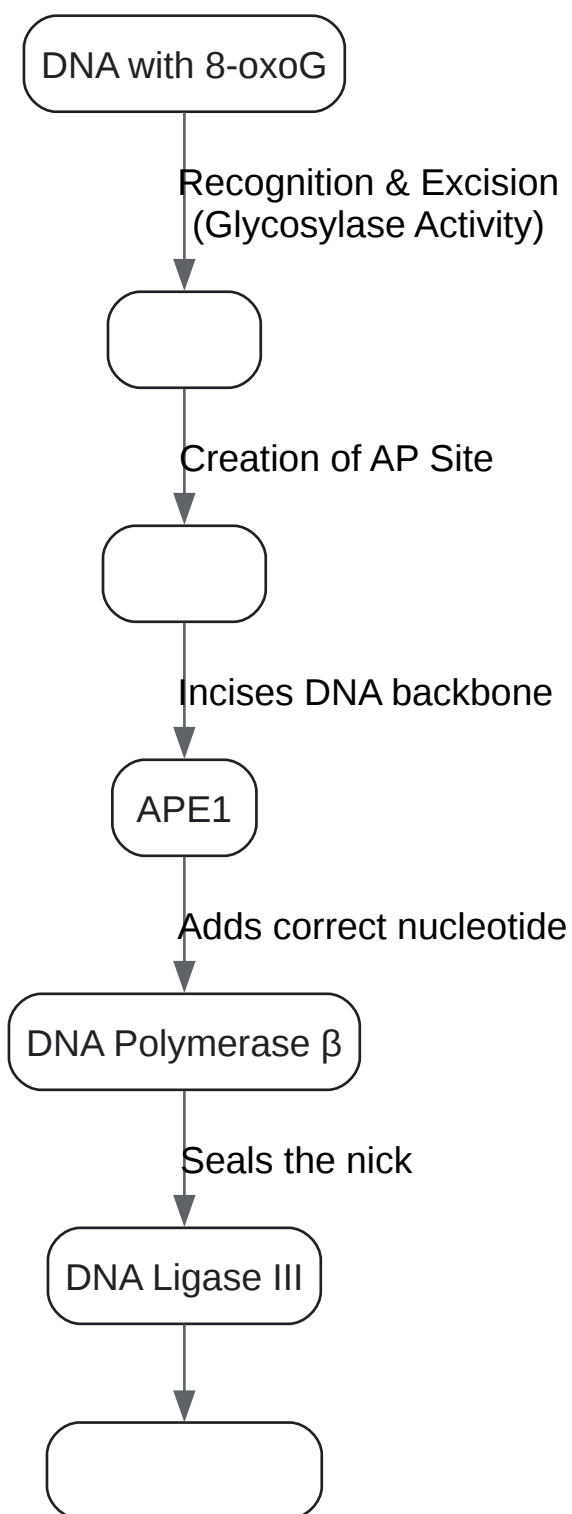 DNA with 8-oxoG
Recognition & Excision
(Glycosylase Activity)
Creation of AP Site
Incises DNA backbone
APE1
Adds correct nucleotide
DNA Polymerase β
Seals the nick
DNA Ligase III